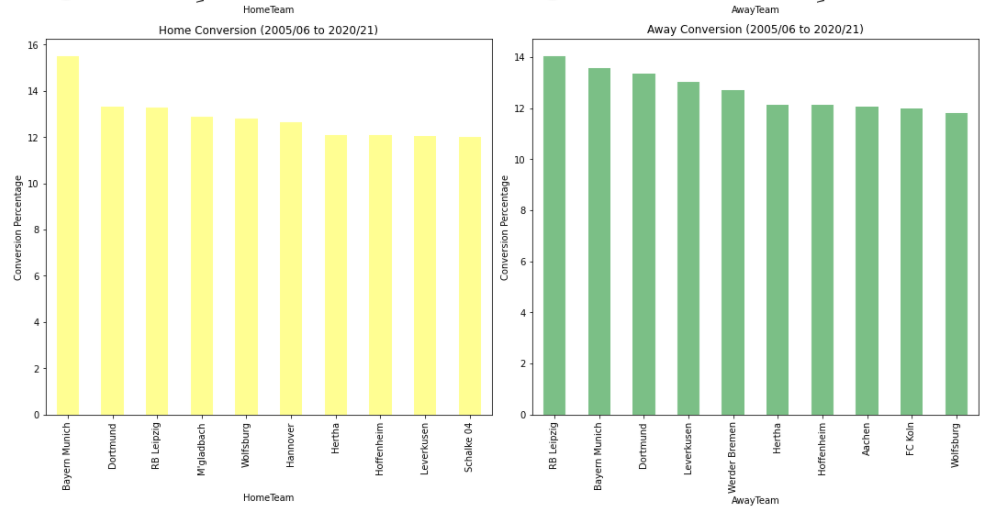 HomeTeam
AwayTeam
Home Conversion (2005/06 to 2020/21)
Away Conversion (2005/06 to 2020/21)
Conversion Percentage
16
14
12
10
8
6
4
2
0
Bayern Munich
Dortmund
RB Leipzig
M'gladbach
Wolfsburg
Hannover
Hertha
Hoffenheim
Leverkusen
Schalke 04
HomeTeam
Conversion Percentage
14
12
10
8
6
4
2
0
RB Leipzig
Bayern Munich
Dortmund
Leverkusen
Werder Bremen
Hertha
Hoffenheim
Aachen
FC Koln
Wolfsburg
AwayTeam